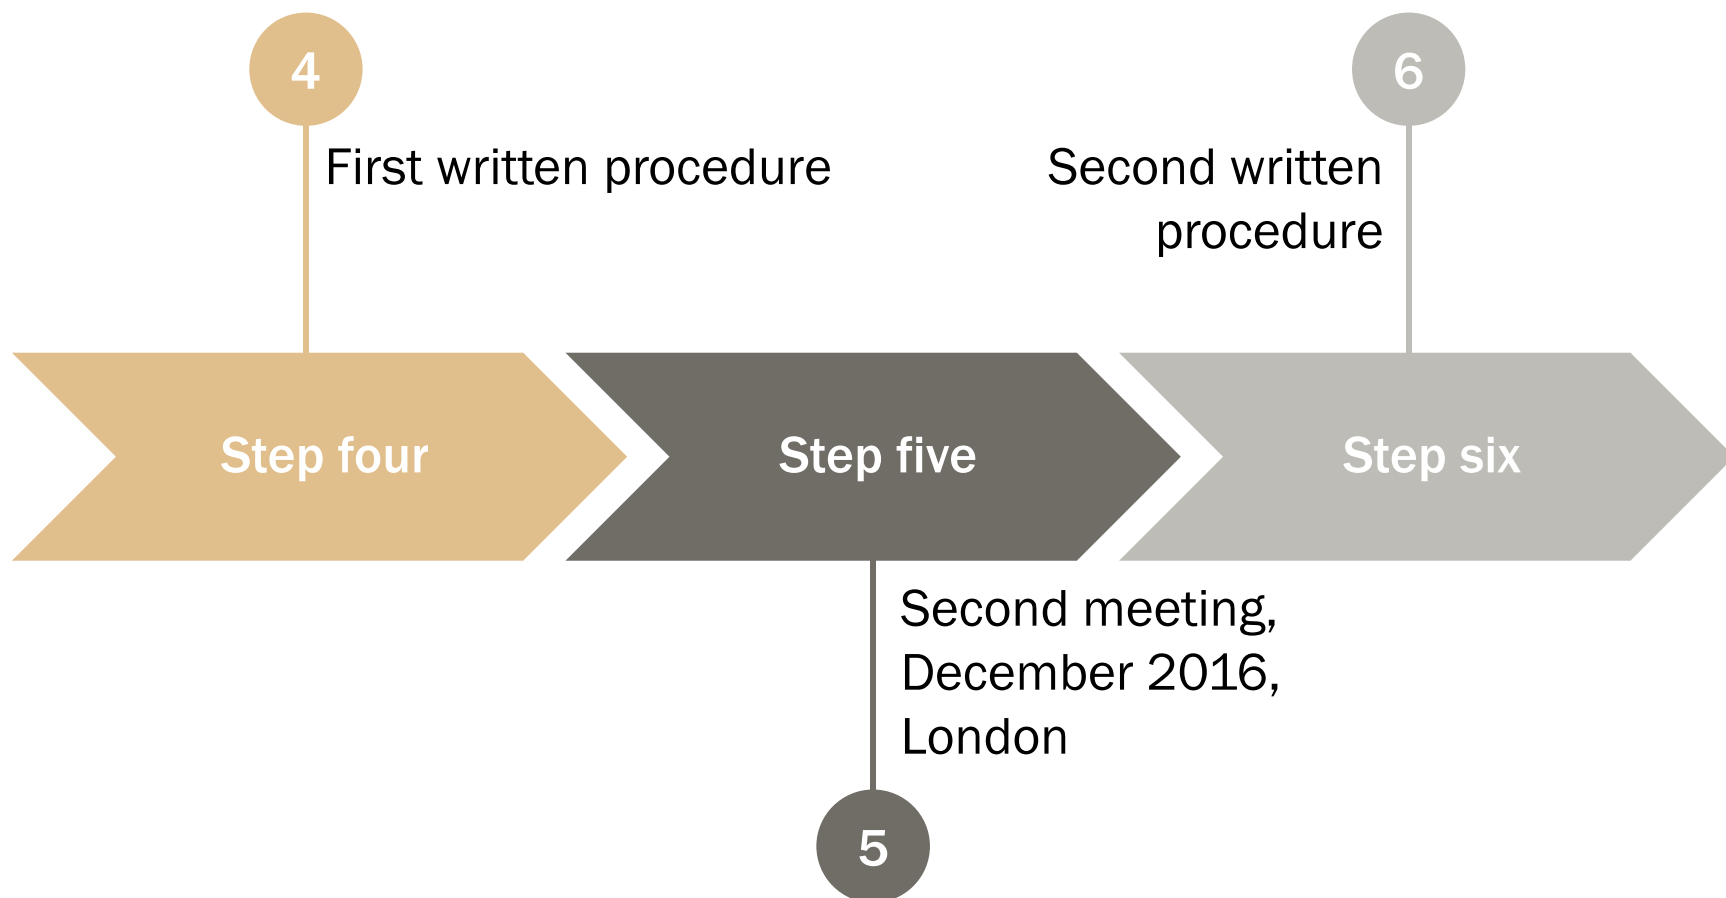 4
First written procedure
6
Second written
procedure
Step four
Step five
Step six
Second meeting,
December 2016,
London
5